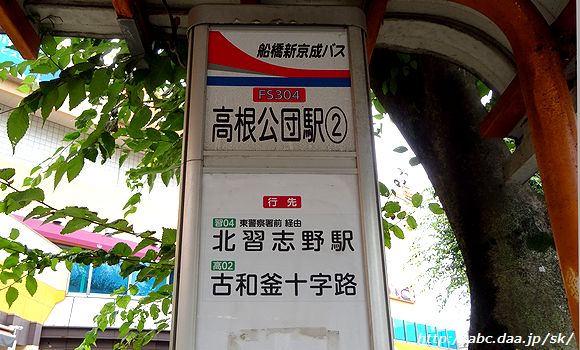 船橋新京成バス
FS304
高根公団駅②
行先
習04 東警察署前 経由
北習志野駅
高02
古和釜十字路
http://abc.daa.jp/sk/